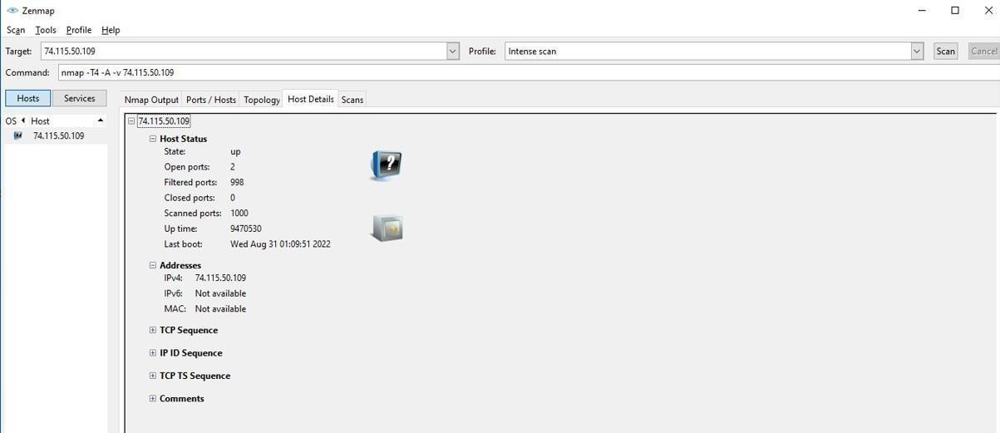 Zenmap
Scan Tools Profile Help
Target: 74.115.50.109 Profile: Intense scan Scan Cancel
Command: nmap -T4 -A -v 74.115.50.109
Hosts Services Nmap Output Ports / Hosts Topology Host Details Scans
OS Host
74.115.50.109
74.115.50.109
Host Status
State: up
Open ports: 2
Filtered ports: 998
Closed ports: 0
Scanned ports: 1000
Up time: 9470530
Last boot: Wed Aug 31 01:09:51 2022
Addresses
IPv4: 74.115.50.109
IPv6: Not available
MAC: Not available
TCP Sequence
IP ID Sequence
TCP TS Sequence
Comments